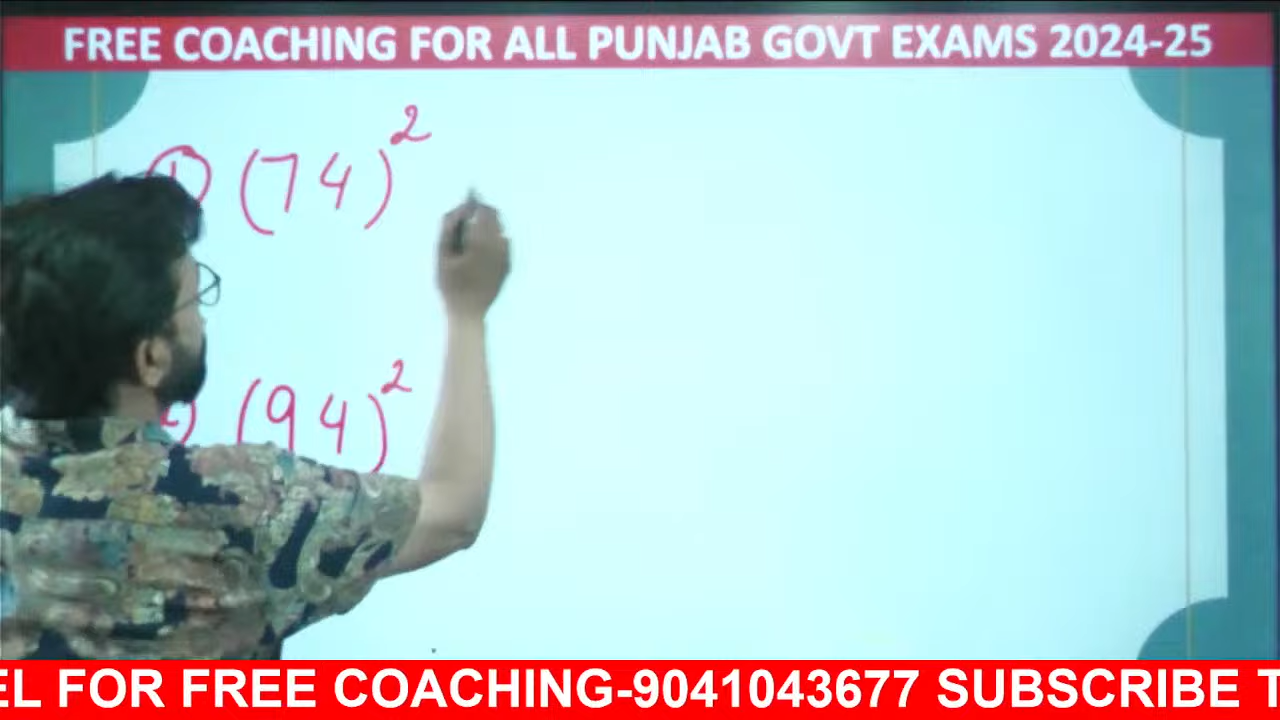 FREE COACHING FOR ALL PUNJAB GOVT EXAMS 2024-25
① (74)²
(94)²
EL FOR FREE COACHING-9041043677 SUBSCRIBE T